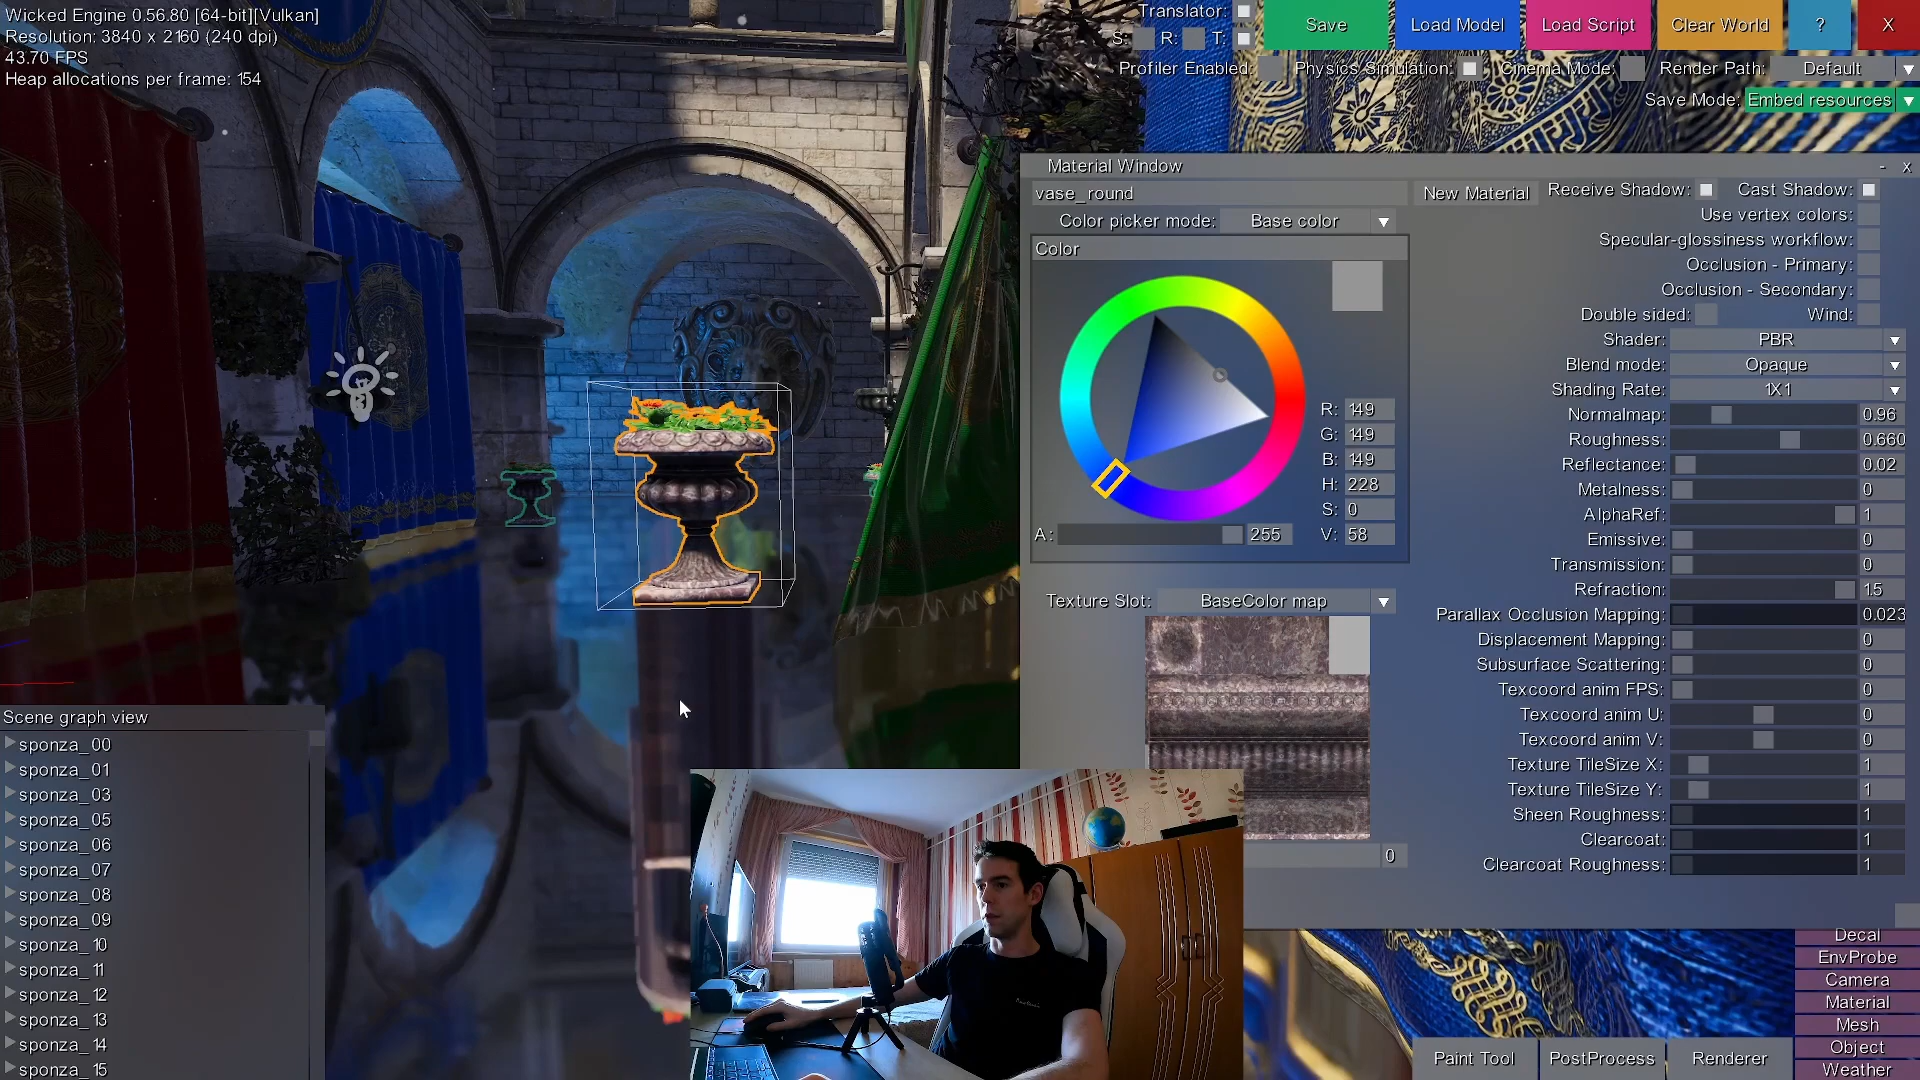 Wicked Engine 0.56.80 [64-bit][Vulkan]
Resolution: 3840 x 2160 (240 dpi)
43.70 FPS
Heap allocations per frame: 154
Translator:
S: R: T:
Save
Load Model
Load Script
Clear World
?
X
Profiler Enabled:
Physics Simulation:
Cinema Mode:
Render Path: Default
Save Mode: Embed resources
Material Window
- x
vase_round
New Material
Receive Shadow:
Cast Shadow:
Color picker mode: Base color
Use vertex colors:
Color
Specular-glossiness workflow:
Occlusion - Primary:
Occlusion - Secondary:
Double sided:
Wind:
Shader: PBR
Blend mode: Opaque
Shading Rate: 1X1
R: 149
G: 149
B: 149
H: 228
S: 0
A: 255
V: 58
Normalmap: 0.96
Roughness: 0.660
Reflectance: 0.02
Metalness: 0
AlphaRef: 1
Emissive: 0
Transmission: 0
Refraction: 1.5
Parallax Occlusion Mapping: 0.023
Displacement Mapping: 0
Subsurface Scattering: 0
Texcoord anim FPS: 0
Texcoord anim U: 0
Texcoord anim V: 0
Texture TileSize X: 1
Texture TileSize Y: 1
Sheen Roughness: 1
Clearcoat: 1
Clearcoat Roughness: 1
Texture Slot: BaseColor map
0
Scene graph view
sponza_00
sponza_01
sponza_03
sponza_05
sponza_06
sponza_07
sponza_08
sponza_09
sponza_10
sponza_11
sponza_12
sponza_13
sponza_14
sponza_15
Decal
EnvProbe
Camera
Material
Mesh
Object
Weather
Paint Tool
PostProcess
Renderer